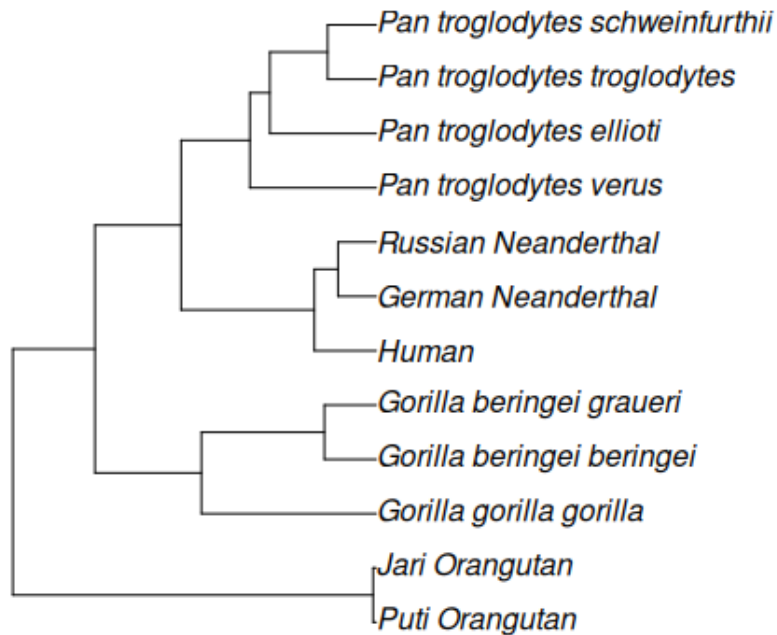 Pan troglodytes schweinfurthii
Pan troglodytes troglodytes
Pan troglodytes ellioti
Pan troglodytes verus
Russian Neanderthal
German Neanderthal
Human
Gorilla beringei graueri
Gorilla beringei beringei
Gorilla gorilla gorilla
Jari Orangutan
Puti Orangutan